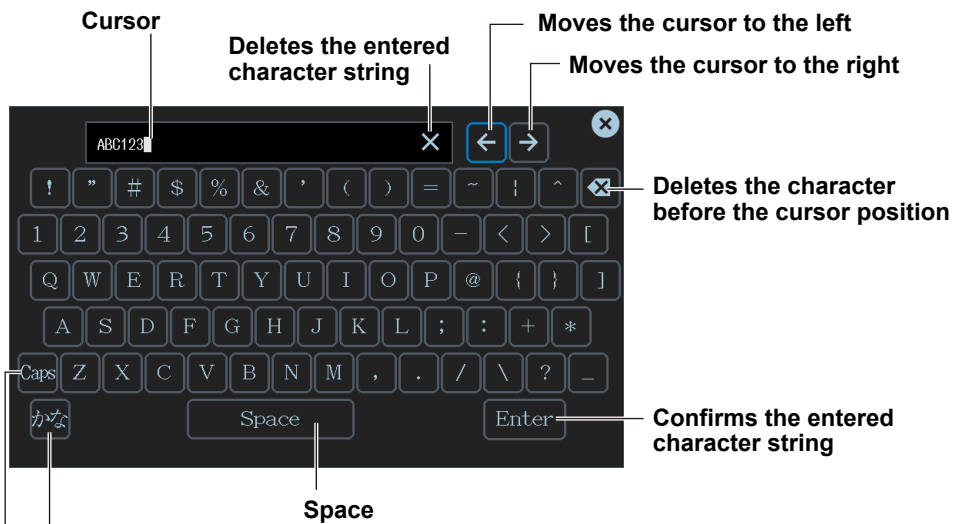 Cursor
Moves the cursor to the left
Deletes the entered
character string
Moves the cursor to the right
ABC123
! " # $ % & ' ( ) = ~ ¦ ^
Deletes the character
before the cursor position
1 2 3 4 5 6 7 8 9 0 - < > [
Q W E R T Y U I O P @ { } ]
A S D F G H J K L ; : + *
Caps Z X C V B N M , . / \ ? _
かな Space Enter
Confirms the entered
character string
Space